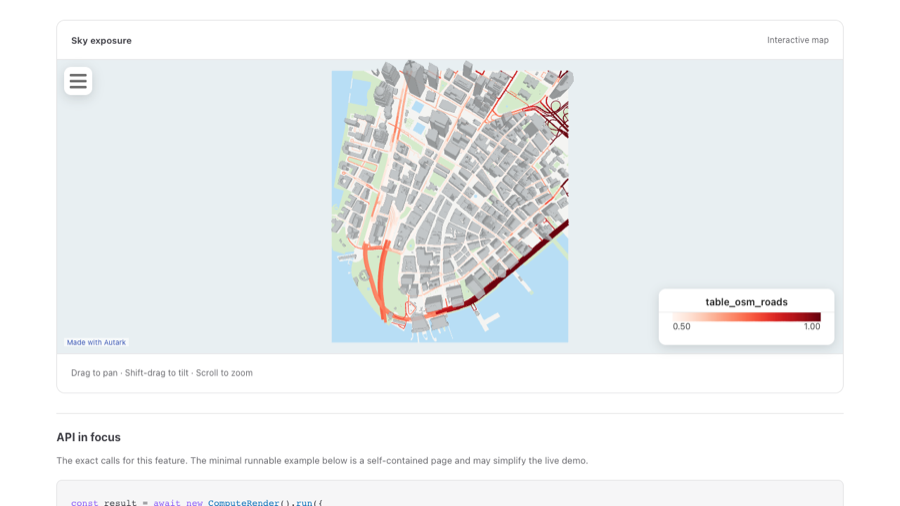 Sky exposure
Interactive map
table_osm_roads
0.50 1.00
Made with Autark
Drag to pan · Shift-drag to tilt · Scroll to zoom
API in focus
The exact calls for this feature. The minimal runnable example below is a self-contained page and may simplify the live demo.
const result = await new ComputeRender().run({